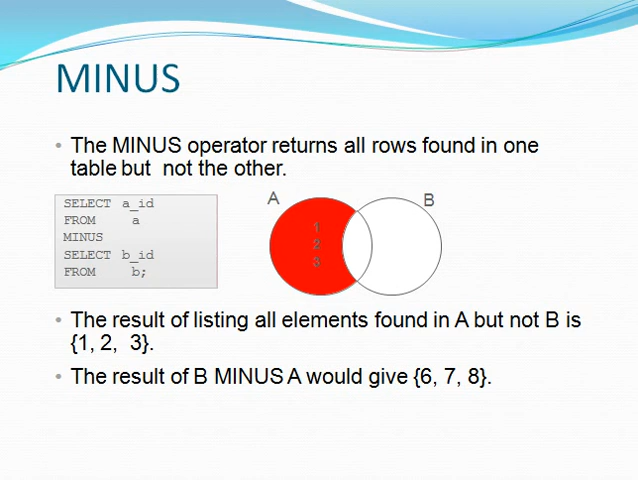 MINUS
• The MINUS operator returns all rows found in one
table but not the other.
SELECT a_id
FROM a
MINUS
SELECT b_id
FROM b;
A
B
1
2
3
• The result of listing all elements found in A but not B is
{1, 2, 3}.
• The result of B MINUS A would give {6, 7, 8}.